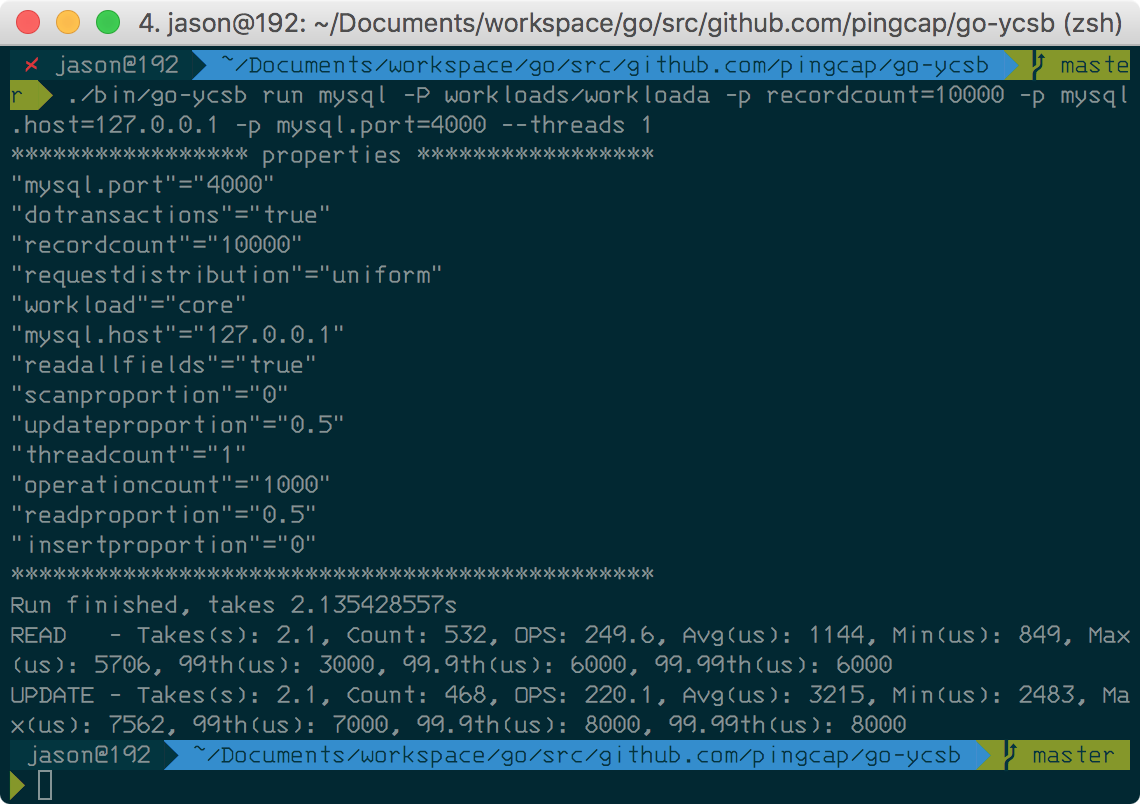 4. jason@192: ~/Documents/workspace/go/src/github.com/pingcap/go-ycsb (zsh)
✗ jason@192 ~/Documents/workspace/go/src/github.com/pingcap/go-ycsb maste
r ./bin/go-ycsb run mysql -P workloads/workloada -p recordcount=10000 -p mysql
.host=127.0.0.1 -p mysql.port=4000 --threads 1
***************** properties *****************
"mysql.port"="4000"
"dotransactions"="true"
"recordcount"="10000"
"requestdistribution"="uniform"
"workload"="core"
"mysql.host"="127.0.0.1"
"readallfields"="true"
"scanproportion"="0"
"updateproportion"="0.5"
"threadcount"="1"
"operationcount"="1000"
"readproportion"="0.5"
"insertproportion"="0"
**********************************************
Run finished, takes 2.135428557s
READ   - Takes(s): 2.1, Count: 532, OPS: 249.6, Avg(us): 1144, Min(us): 849, Max
(us): 5706, 99th(us): 3000, 99.9th(us): 6000, 99.99th(us): 6000
UPDATE - Takes(s): 2.1, Count: 468, OPS: 220.1, Avg(us): 3215, Min(us): 2483, Ma
x(us): 7562, 99th(us): 7000, 99.9th(us): 8000, 99.99th(us): 8000
jason@192 ~/Documents/workspace/go/src/github.com/pingcap/go-ycsb master